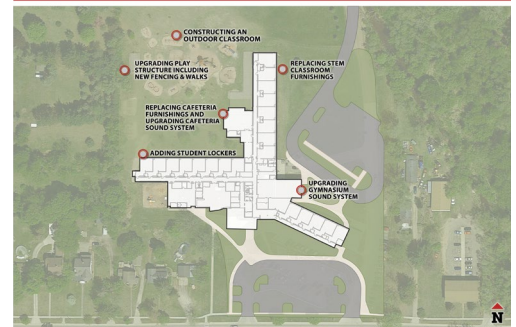 CONSTRUCTING AN
OUTDOOR CLASSROOM
UPGRADING PLAY
STRUCTURE INCLUDING
NEW FENCING & WALKS
REPLACING STEM
CLASSROOM
FURNISHINGS
REPLACING CAFETERIA
FURNISHINGS AND
UPGRADING CAFETERIA
SOUND SYSTEM
ADDING STUDENT LOCKERS
UPGRADING
GYMNASIUM
SOUND SYSTEM
N